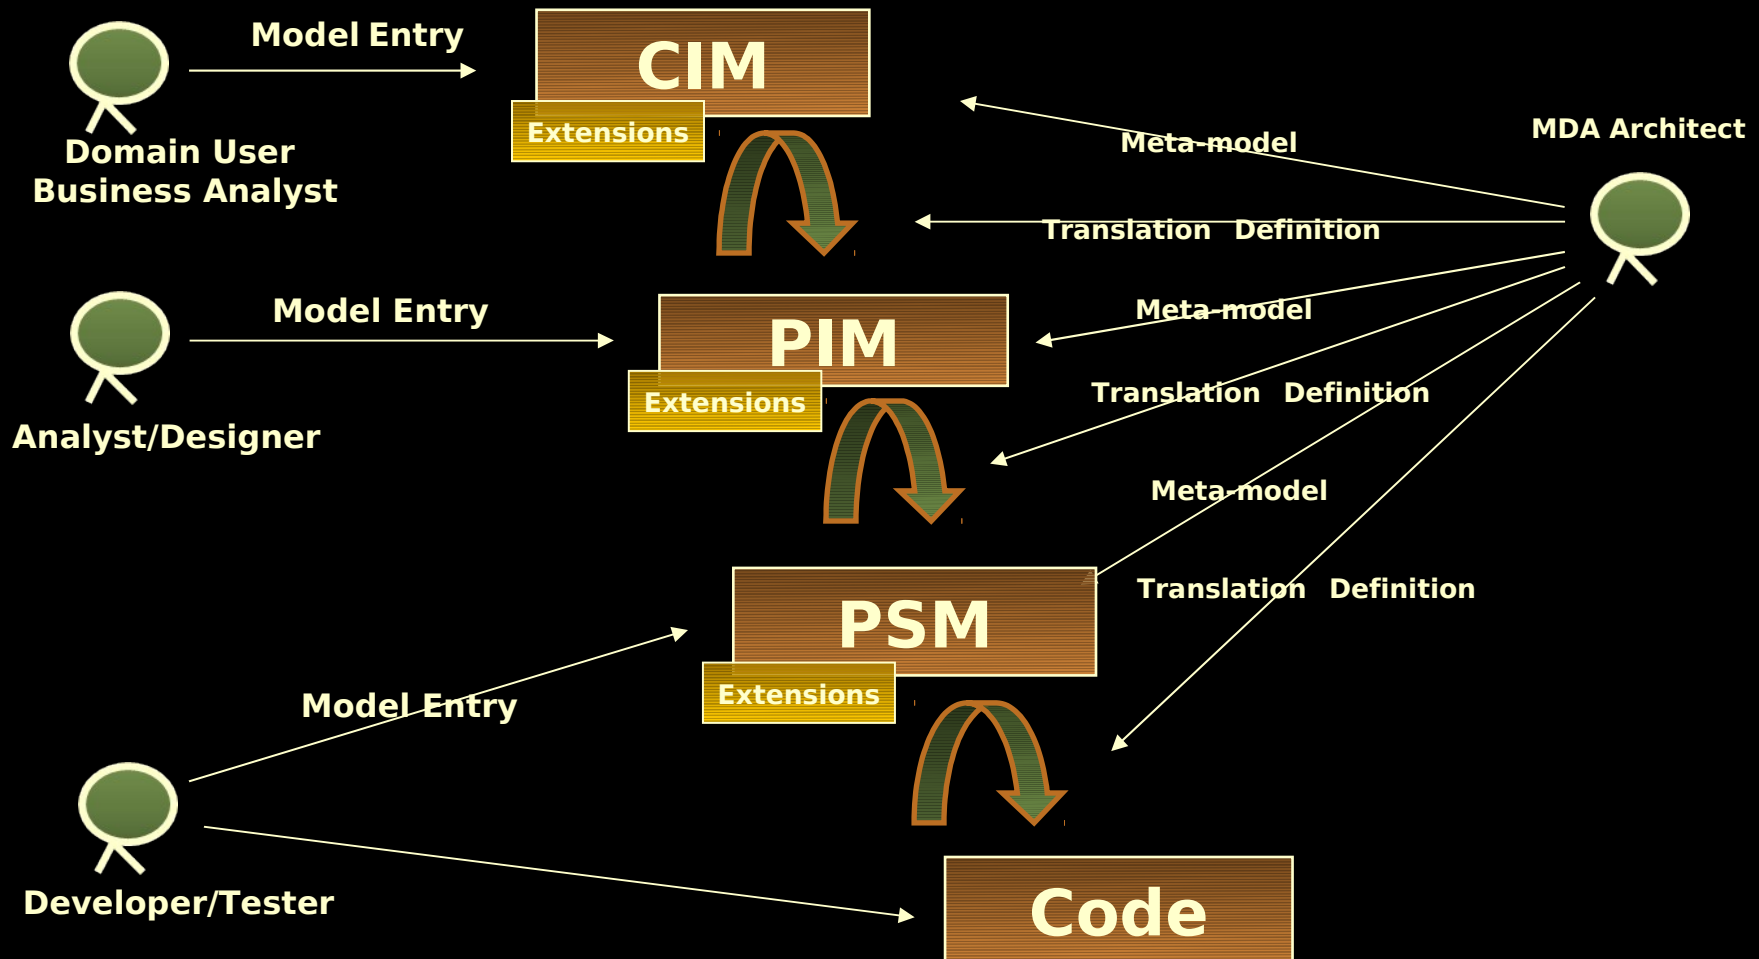 Model Entry
CIM
Extensions
Domain User
Business Analyst
Meta-model
MDA Architect
Translation Definition
Model Entry
PIM
Extensions
Meta-model
Analyst/Designer
Translation Definition
Meta-model
PSM
Extensions
Translation Definition
Model Entry
Developer/Tester
Code